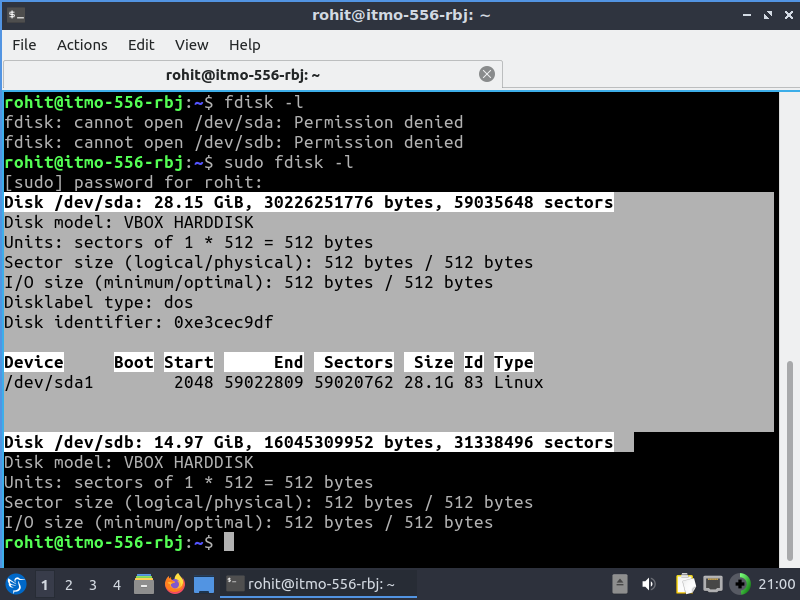 rohit@itmo-556-rbj: ~
File Actions Edit View Help
rohit@itmo-556-rbj: ~
rohit@itmo-556-rbj:~$ fdisk -l
fdisk: cannot open /dev/sda: Permission denied
fdisk: cannot open /dev/sdb: Permission denied
rohit@itmo-556-rbj:~$ sudo fdisk -l
[sudo] password for rohit:
Disk /dev/sda: 28.15 GiB, 30226251776 bytes, 59035648 sectors
Disk model: VBOX HARDDISK
Units: sectors of 1 * 512 = 512 bytes
Sector size (logical/physical): 512 bytes / 512 bytes
I/O size (minimum/optimal): 512 bytes / 512 bytes
Disklabel type: dos
Disk identifier: 0xe3cec9df
Device Boot Start End Sectors Size Id Type
/dev/sda1 2048 59022809 59020762 28.1G 83 Linux
Disk /dev/sdb: 14.97 GiB, 16045309952 bytes, 31338496 sectors
Disk model: VBOX HARDDISK
Units: sectors of 1 * 512 = 512 bytes
Sector size (logical/physical): 512 bytes / 512 bytes
I/O size (minimum/optimal): 512 bytes / 512 bytes
rohit@itmo-556-rbj:~$
1 2 3 4 rohit@itmo-556-rbj: ~ 21:00